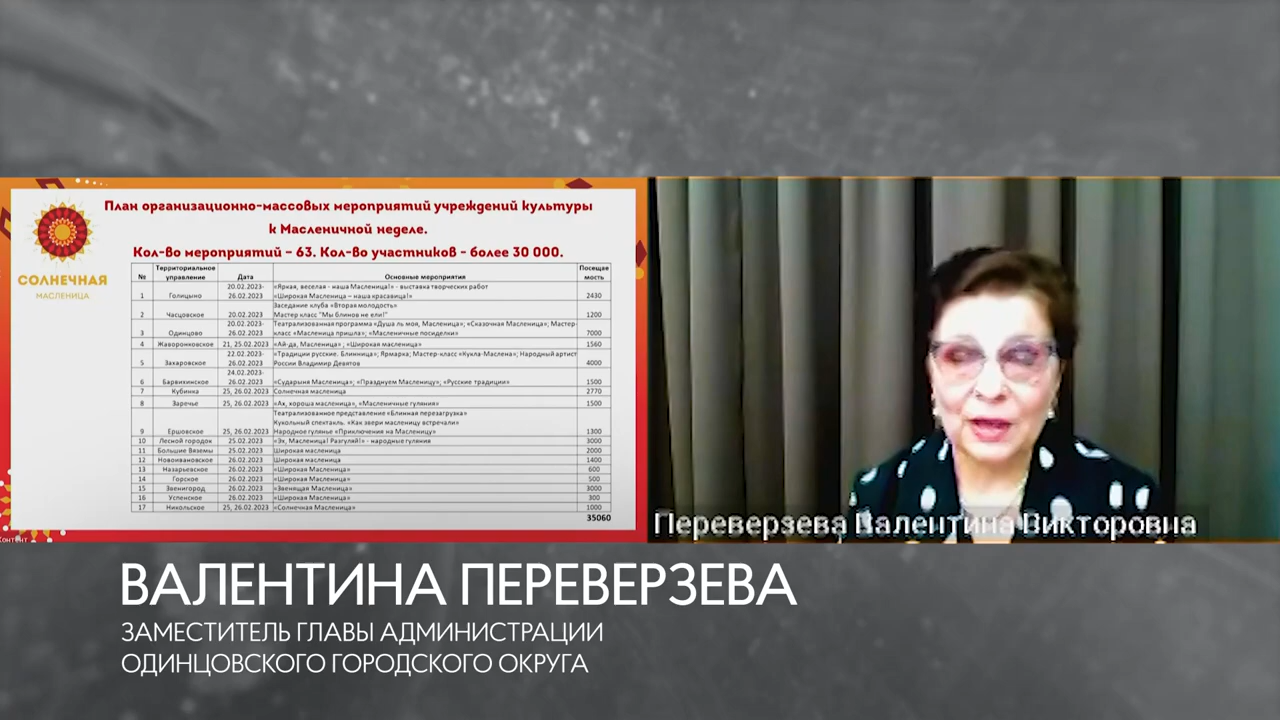 План организационно-массовых мероприятий учреждений культуры
к Масленичной неделе.
Кол-во мероприятий – 63. Кол-во участников - более 30 000.
СОЛНЕЧНАЯ
МАСЛЕНИЦА
№ Территориальное управление Дата Основные мероприятия Посещаемость
1 Голицыно 20.02.2023-26.02.2023 «Яркая, веселая - наша Масленица!» - выставка творческих работ
«Широкая Масленица – наша красавица!» 2430
2 Часцовское 20.02.2023 Заседание клуба «Вторая молодость»
Мастер класс "Мы блинов не ели!" 1200
3 Одинцово 20.02.2023-26.02.2023 Театрализованная программа «Душа ль моя, Масленица»; «Сказочная Масленица»; Мастер-
класс «Масленица пришла»; «Масленичные посиделки» 7000
4 Жаворонковское 21, 25.02.2023 «Ай-да, Масленица» , «Широкая масленица» 1560
5 Захаровское 22.02.2023-26.02.2023 «Традиции русские. Блинница»; Ярмарка; Мастер-класс «Кукла-Маслена»; Народный артист
России Владимир Девятов 4000
6 Барвихинское 24.02.2023-26.02.2023 «Сударыня Масленица»; «Празднуем Масленицу»; «Русские традиции» 1500
7 Кубинка 25, 26.02.2023 Солнечная масленица 2770
8 Заречье 25, 26.02.2023 «Ах, хороша масленица», «Масленичные гуляния» 1500
9 Ершовское 25, 26.02.2023 Театрализованное представление «Блинная перезагрузка»
Кукольный спектакль. «Как звери масленицу встречали»
Народное гулянье «Приключения на Масленицу» 1300
10 Лесной городок 25.02.2023 «Эх, Масленица! Разгуляй!» - народные гуляния 3000
11 Большие Вяземы 25.02.2023 Широкая масленица 2000
12 Новоивановское 26.02.2023 Широкая масленица 1400
13 Назарьевское 26.02.2023 «Широкая Масленица» 600
14 Горское 26.02.2023 «Широкая Масленица» 500
15 Звенигород 26.02.2023 «Звенящая Масленица» 3000
16 Успенское 26.02.2023 «Широкая Масленица» 300
17 Никольское 25, 26.02.2023 «Солнечная Масленица» 1000
35060
Контент
Переверзева Валентина Викторовна
ВАЛЕНТИНА ПЕРЕВЕРЗЕВА
ЗАМЕСТИТЕЛЬ ГЛАВЫ АДМИНИСТРАЦИИ
ОДИНЦОВСКОГО ГОРОДСКОГО ОКРУГА